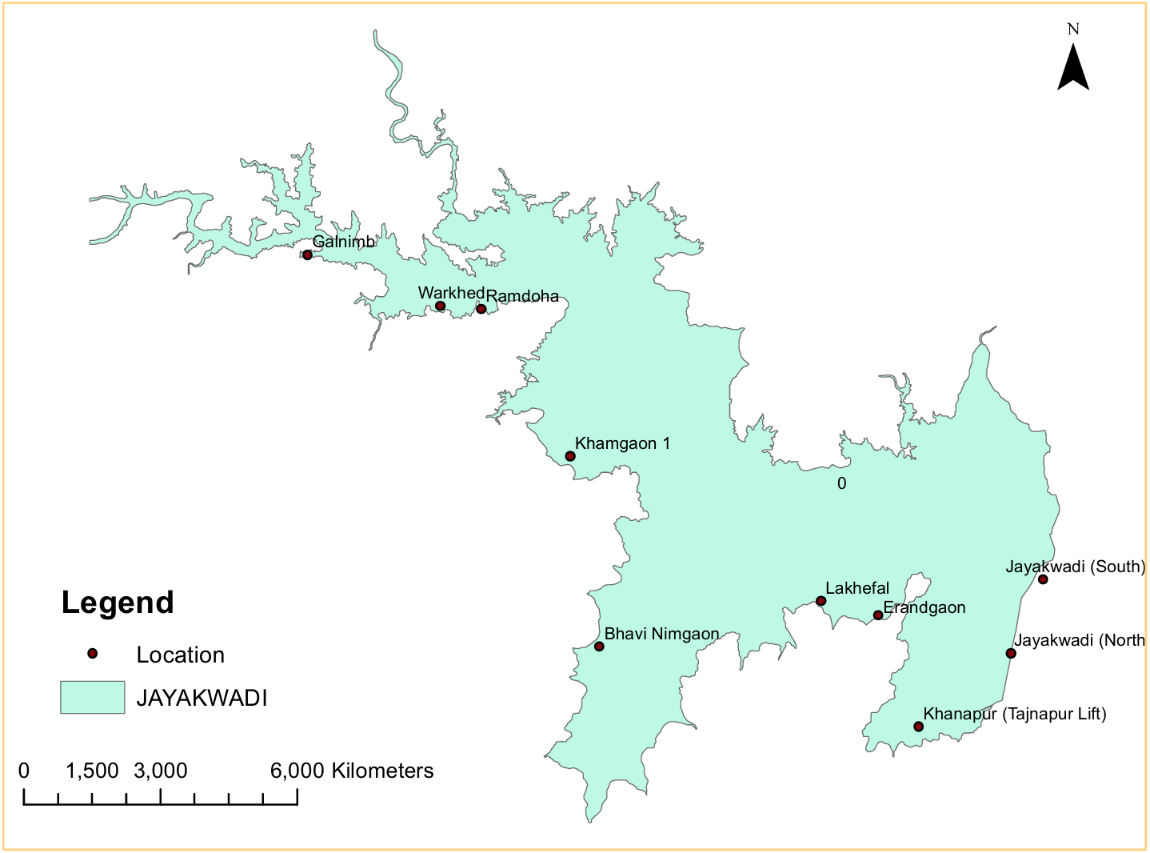 N
Galnimb
Warkhed
Ramdoha
Khamgaon 1
0
Jayakwadi (South)
Lakhefal
Erandgaon
Bhavi Nimgaon
Jayakwadi (North
Khanapur (Tajnapur Lift)
Legend
Location
JAYAKWADI
0 1,500 3,000 6,000 Kilometers